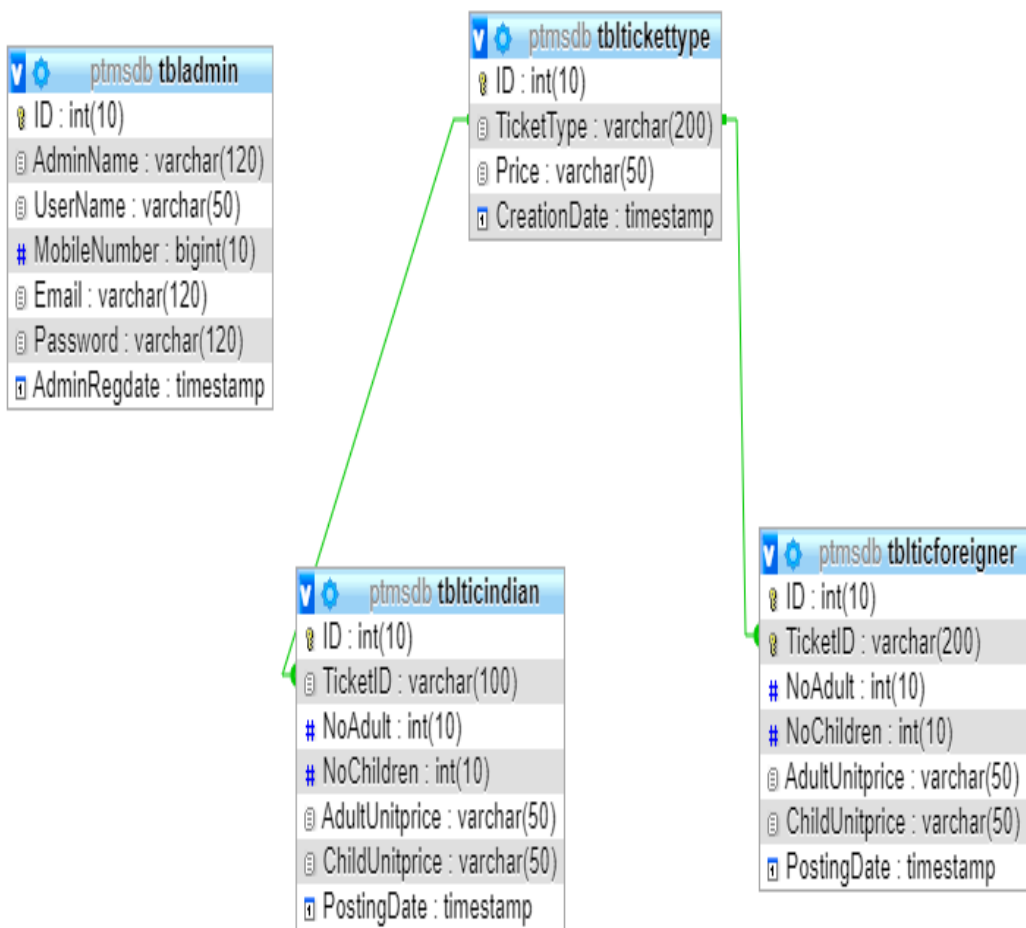 ptmsdb tbladmin
ID : int(10)
AdminName : varchar(120)
UserName : varchar(50)
MobileNumber : bigint(10)
Email : varchar(120)
Password : varchar(120)
AdminRegdate : timestamp
ptmsdb tbltickettype
ID : int(10)
TicketType : varchar(200)
Price : varchar(50)
CreationDate : timestamp
ptmsdb tblticindian
ID : int(10)
TicketID : varchar(100)
NoAdult : int(10)
NoChildren : int(10)
AdultUnitprice : varchar(50)
ChildUnitprice : varchar(50)
PostingDate : timestamp
ptmsdb tblticforeigner
ID : int(10)
TicketID : varchar(200)
NoAdult : int(10)
NoChildren : int(10)
AdultUnitprice : varchar(50)
ChildUnitprice : varchar(50)
PostingDate : timestamp